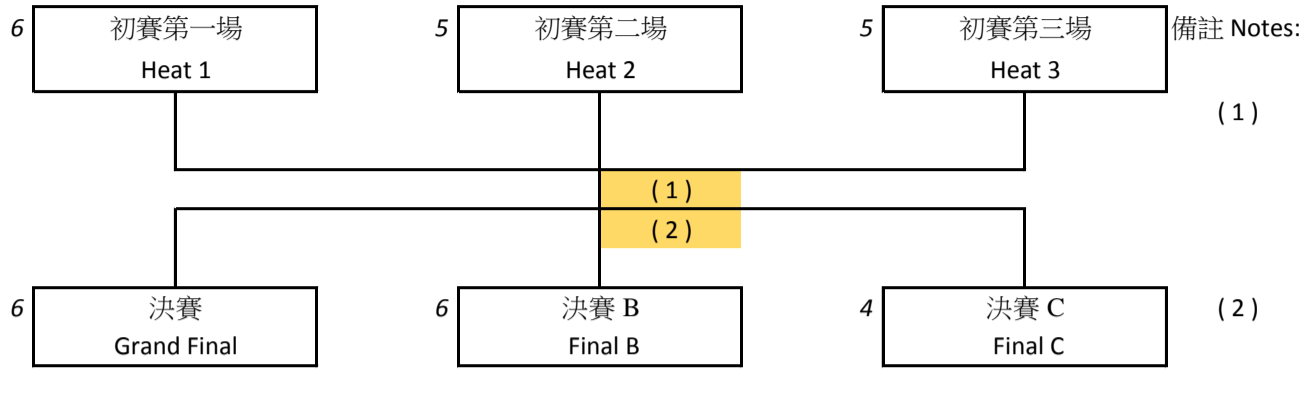 6 初賽第一場 5 初賽第二場 5 初賽第三場 備註 Notes:
Heat 1 Heat 2 Heat 3
( 1 )
( 1 )
( 2 )
6 決賽 6 決賽 B 4 決賽 C ( 2 )
Grand Final Final B Final C